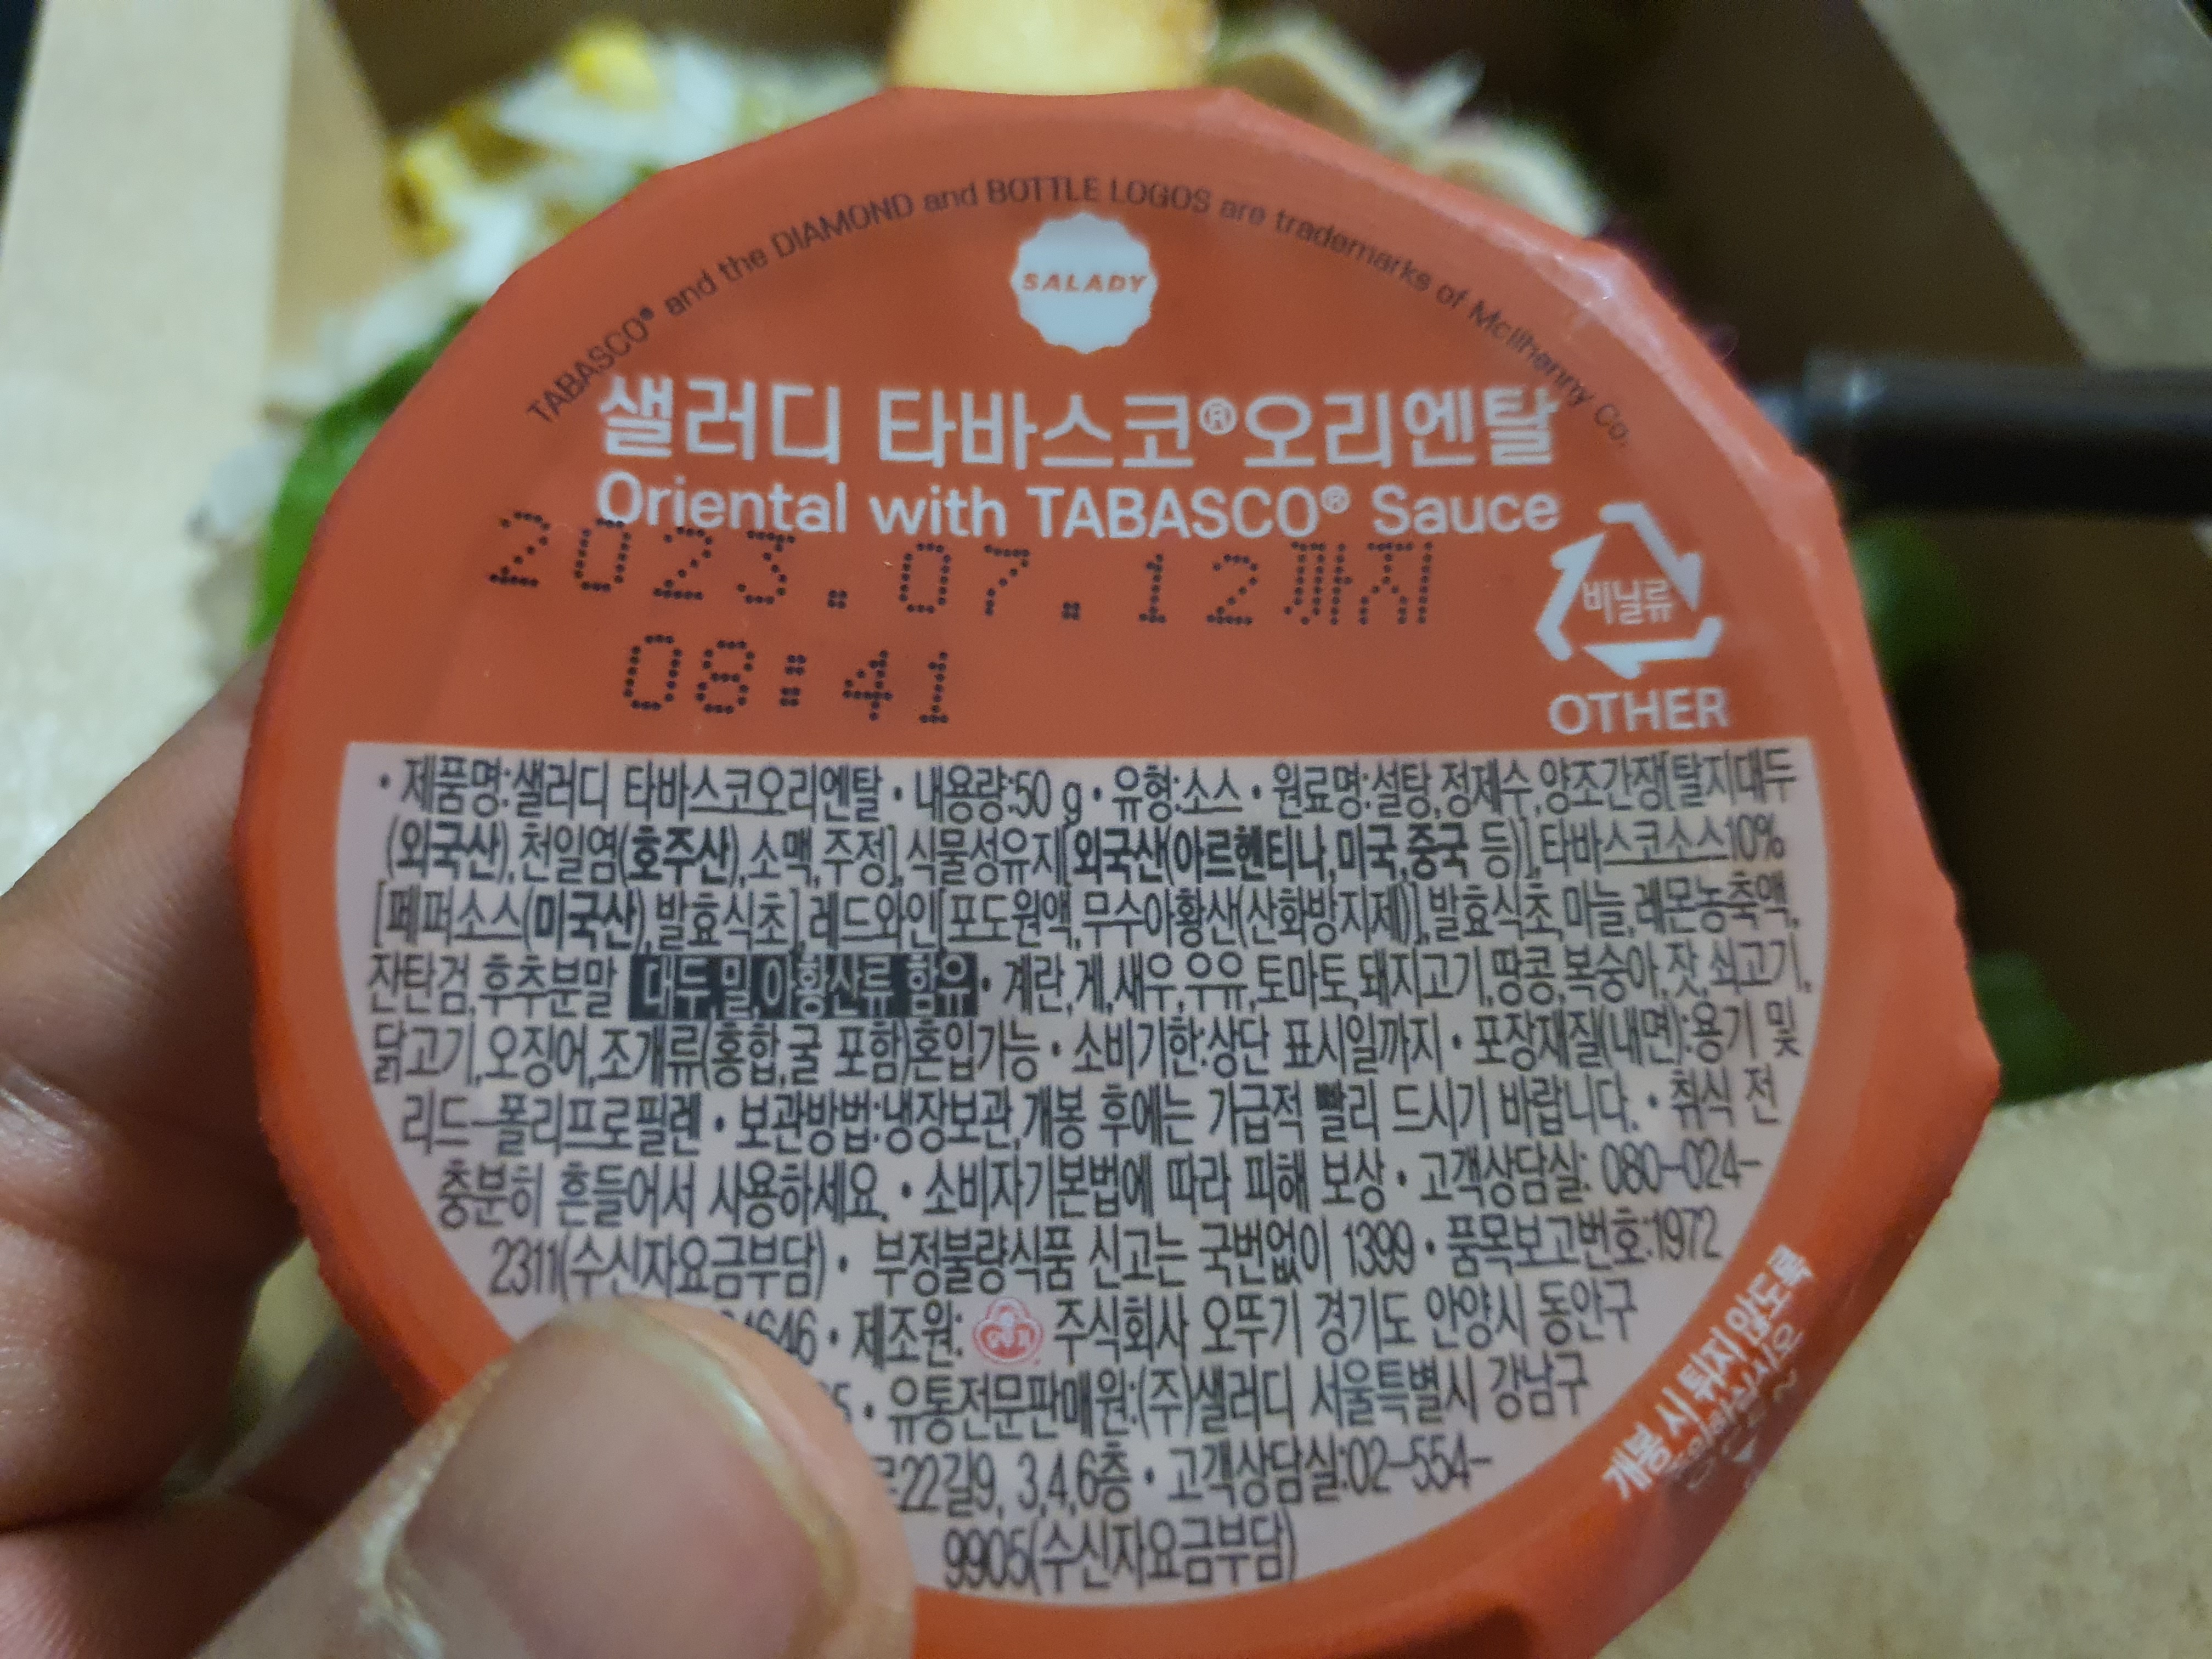 TABASCO® and the DIAMOND and BOTTLE LOGOS are trademarks of McIlhenny Co.
SALADY
샐러디 타바스코®오리엔탈
Oriental with TABASCO® Sauce
2023.07.12까지
08:41
비닐류
OTHER
·제품명:샐러디 타바스코오리엔탈·내용량:50 g·유형:소스·원료명:설탕,정제수,양조간장[탈지대두
(외국산),천일염(호주산),소맥,주정],식물성유지[외국산(아르헨티나,미국,중국 등)],타바스코소스10%
[페퍼소스(미국산),발효식초],레드와인[포도원액,무수아황산(산화방지제)],발효식초,마늘,레몬농축액,
잔탄검,후추분말 대두,밀,아황산류 함유·계란,게,새우,우유,토마토,돼지고기,땅콩,복숭아,잣,쇠고기,
닭고기,오징어,조개류(홍합,굴 포함)혼입가능·소비기한:상단 표시일까지·포장재질(내면):용기 및
리드-폴리프로필렌·보관방법:냉장보관,개봉 후에는 가급적 빨리 드시기 바랍니다.·취식 전
충분히 흔들어서 사용하세요.·소비자기본법에 따라 피해 보상·고객상담실: 080-024-
2311(수신자요금부담)·부정불량식품 신고는 국번없이 1399·품목보고번호:1972
4646·제조원: 오뚜기 주식회사 오뚜기 경기도 안양시 동안구
·유통전문판매원:(주)샐러디 서울특별시 강남구
22길9, 3,4,6층·고객상담실:02-554-
9905(수신자요금부담)
개봉 시 튀지 않도록